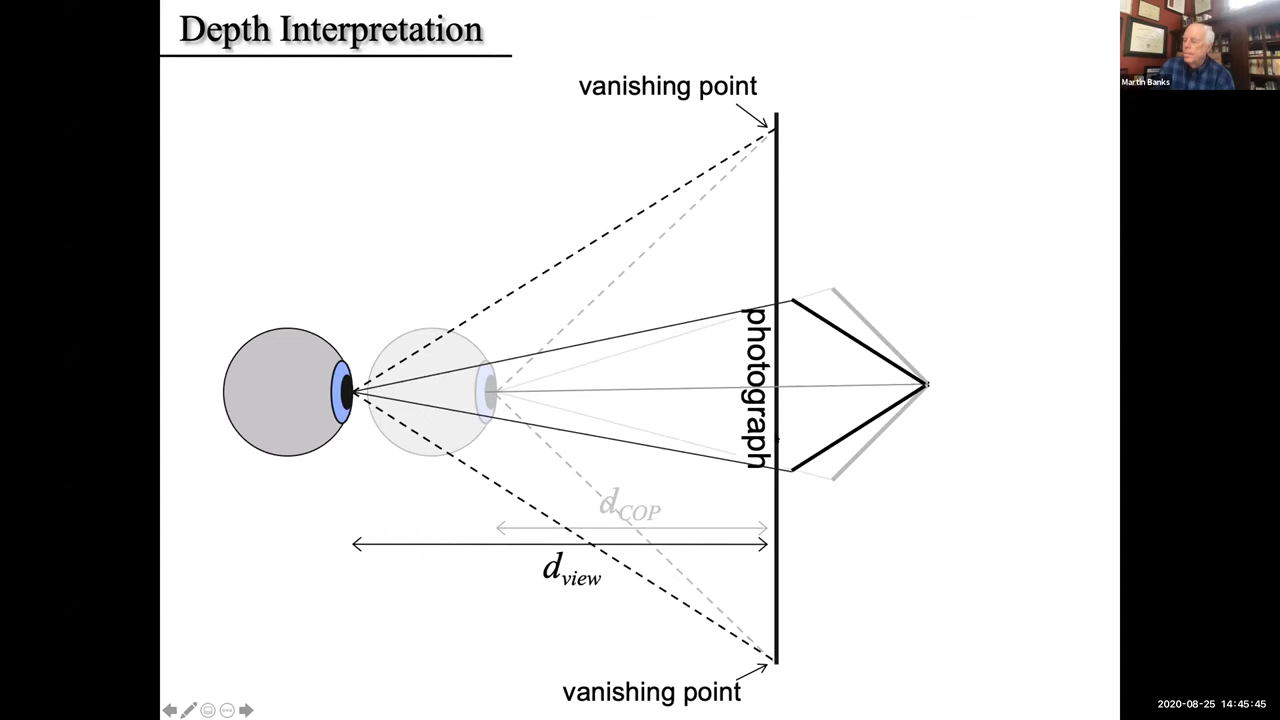 Depth Interpretation
Martin Banks
vanishing point
photograph
d_COP
d_view
vanishing point
2020-08-25 14:45:45